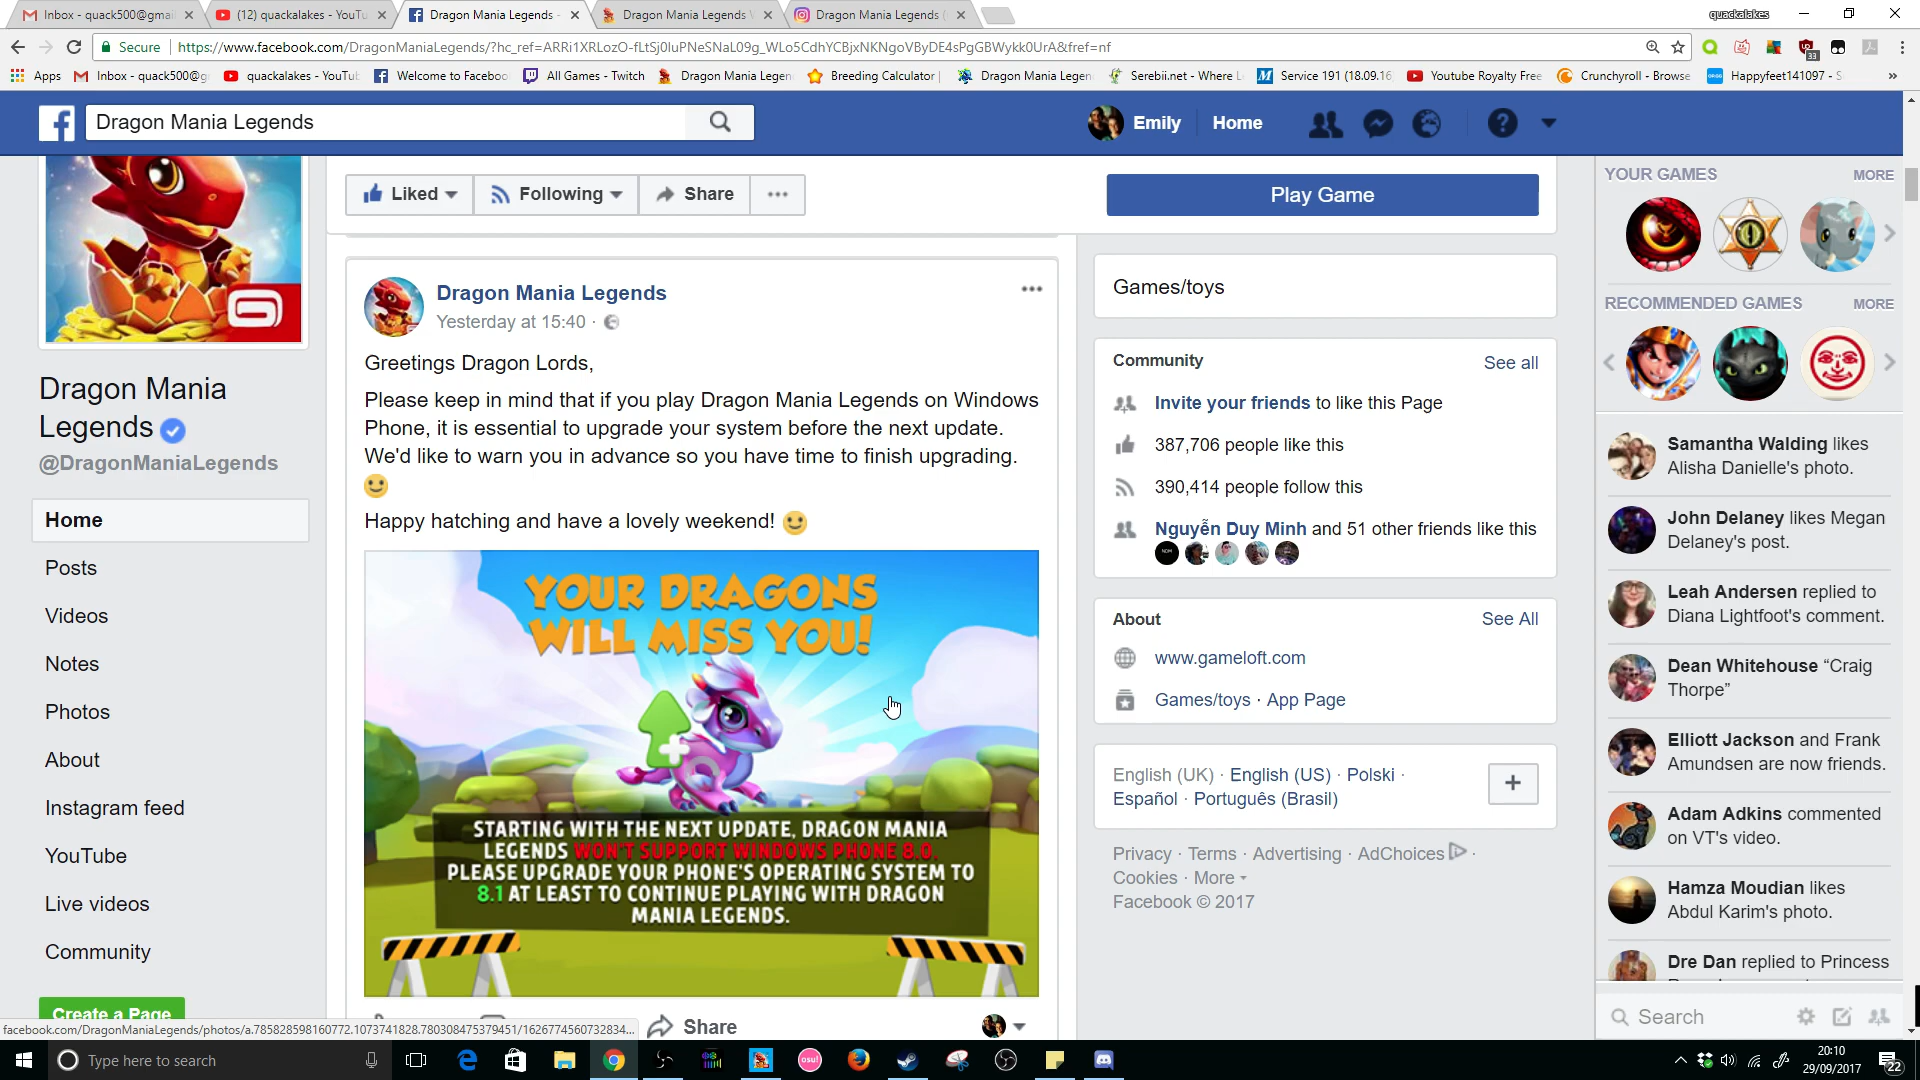 Inbox - quack500@gmai
(12) quackalakes - YouTu
Dragon Mania Legends -
Dragon Mania Legends
Dragon Mania Legends (
quackalakes
Secure
https://www.facebook.com/DragonManiaLegends/?hc_ref=ARRi1XRLozO-fLtSj0IuPNeSNaL09g_WLo5CdhYCBjxNKNgoVByDE4sPgGBWykk0UrA&fref=nf
Apps
Inbox - quack500@g
quackalakes - YouTu
Welcome to Faceboo
All Games - Twitch
Dragon Mania Legen
Breeding Calculator |
Dragon Mania Legen
Serebii.net - Where L
Service 191 (18.09.16
Youtube Royalty Free
Crunchyroll - Browse
Happyfeet141097 - S
»
Dragon Mania Legends
Emily
Home
Liked
Following
Share
Play Game
YOUR GAMES
MORE
RECOMMENDED GAMES
MORE
Dragon Mania
Legends
@DragonManiaLegends
Home
Posts
Videos
Notes
Photos
About
Instagram feed
YouTube
Live videos
Community
Create a Page
Dragon Mania Legends
Yesterday at 15:40 ·
Greetings Dragon Lords,
Please keep in mind that if you play Dragon Mania Legends on Windows
Phone, it is essential to upgrade your system before the next update.
We'd like to warn you in advance so you have time to finish upgrading.
Happy hatching and have a lovely weekend!
YOUR DRAGONS
WILL MISS YOU!
STARTING WITH THE NEXT UPDATE, DRAGON MANIA
LEGENDS WON'T SUPPORT WINDOWS PHONE 8.0.
PLEASE UPGRADE YOUR PHONE'S OPERATING SYSTEM TO
8.1 AT LEAST TO CONTINUE PLAYING WITH DRAGON
MANIA LEGENDS.
Share
Games/toys
Community
See all
Invite your friends to like this Page
387,706 people like this
390,414 people follow this
Nguyễn Duy Minh and 51 other friends like this
About
See All
www.gameloft.com
Games/toys · App Page
English (UK) · English (US) · Polski ·
Español · Português (Brasil)
Privacy · Terms · Advertising · AdChoices ·
Cookies · More
Facebook © 2017
Samantha Walding likes
Alisha Danielle's photo.
John Delaney likes Megan
Delaney's post.
Leah Andersen replied to
Diana Lightfoot's comment.
Dean Whitehouse “Craig
Thorpe”
Elliott Jackson and Frank
Amundsen are now friends.
Adam Adkins commented
on VT's video.
Hamza Moudian likes
Abdul Karim's photo.
Dre Dan replied to Princess
Search
facebook.com/DragonManiaLegends/photos/a.785828598160772.1073741828.780308475379451/1626774560732834...
Type here to search
osu!
20:10
29/09/2017
22